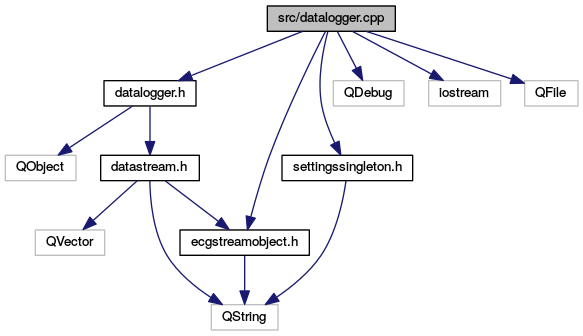 src/datalogger.cpp
datalogger.h
QDebug
iostream
QFile
QObject
datastream.h
settingssingleton.h
QVector
ecgstreamobject.h
QString